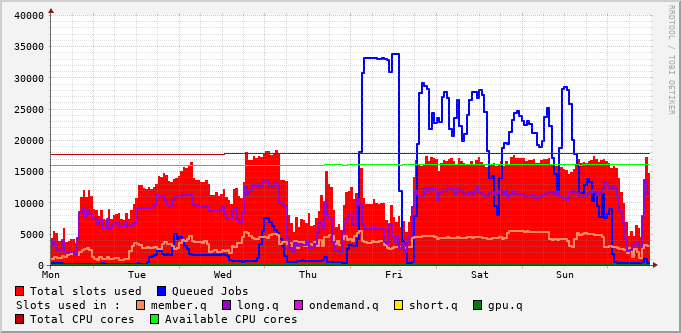 40000
35000
30000
25000
20000
15000
10000
5000
0
Mon Tue Wed Thu Fri Sat Sun
RRDTOOL / TOBI OETIKER
Total slots used Queued Jobs
Slots used in : member.q long.q ondemand.q short.q gpu.q
Total CPU cores Available CPU cores